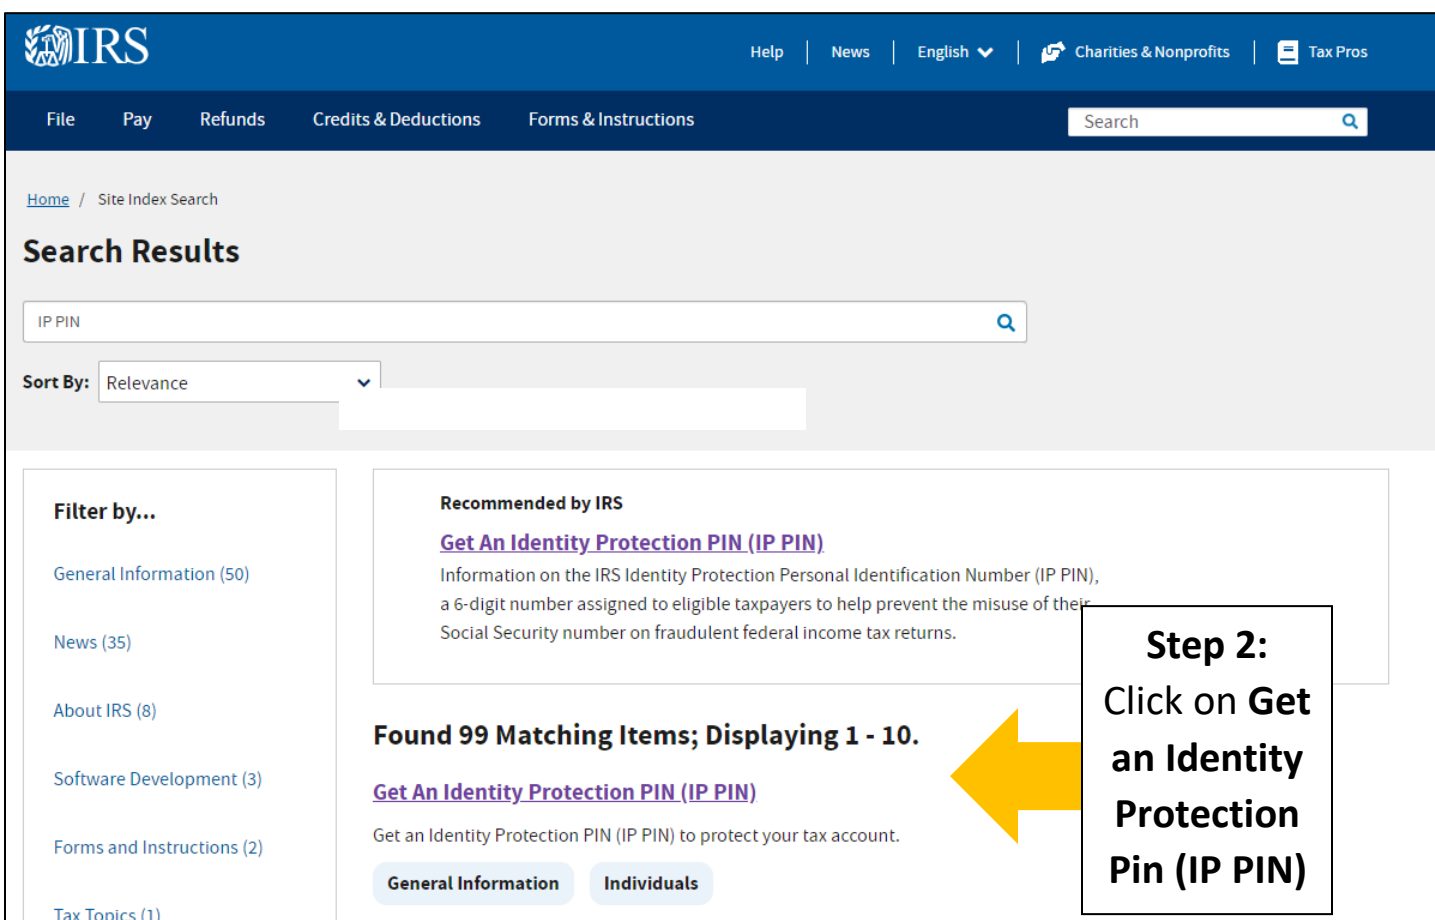 IRS
Help
News
English
Charities & Nonprofits
Tax Pros
File
Pay
Refunds
Credits & Deductions
Forms & Instructions
Search
Home / Site Index Search
Search Results
IP PIN
Sort By: Relevance
Filter by...
General Information (50)
News (35)
About IRS (8)
Software Development (3)
Forms and Instructions (2)
Tax Topics (1)
Recommended by IRS
Get An Identity Protection PIN (IP PIN)
Information on the IRS Identity Protection Personal Identification Number (IP PIN),
a 6-digit number assigned to eligible taxpayers to help prevent the misuse of their
Social Security number on fraudulent federal income tax returns.
Found 99 Matching Items; Displaying 1 - 10.
Get An Identity Protection PIN (IP PIN)
Get an Identity Protection PIN (IP PIN) to protect your tax account.
General Information
Individuals
Step 2:
Click on Get
an Identity
Protection
Pin (IP PIN)